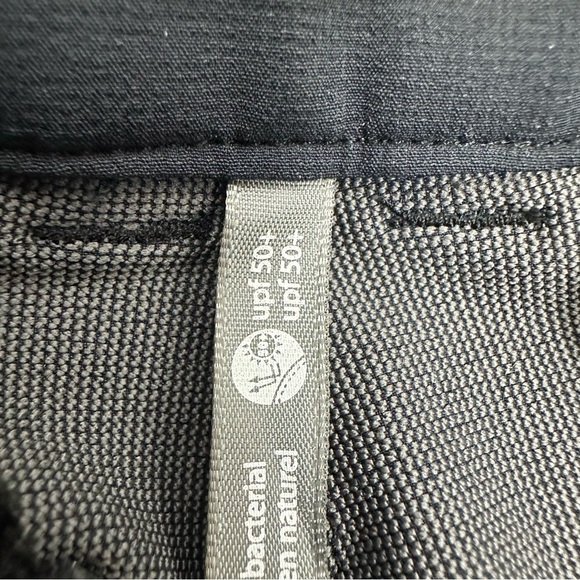 bacterial
en naturel
upf 50+
upf 50+